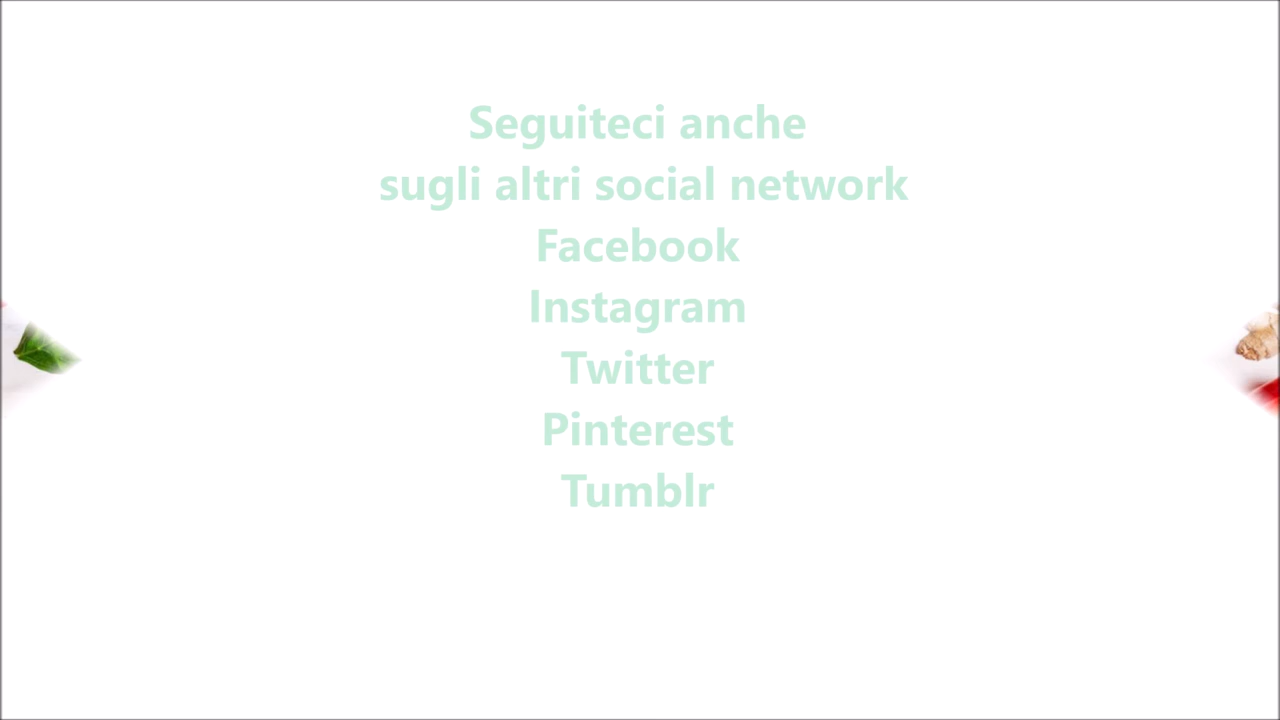 Seguiteci anche
sugli altri social network
Facebook
Instagram
Twitter
Pinterest
Tumblr